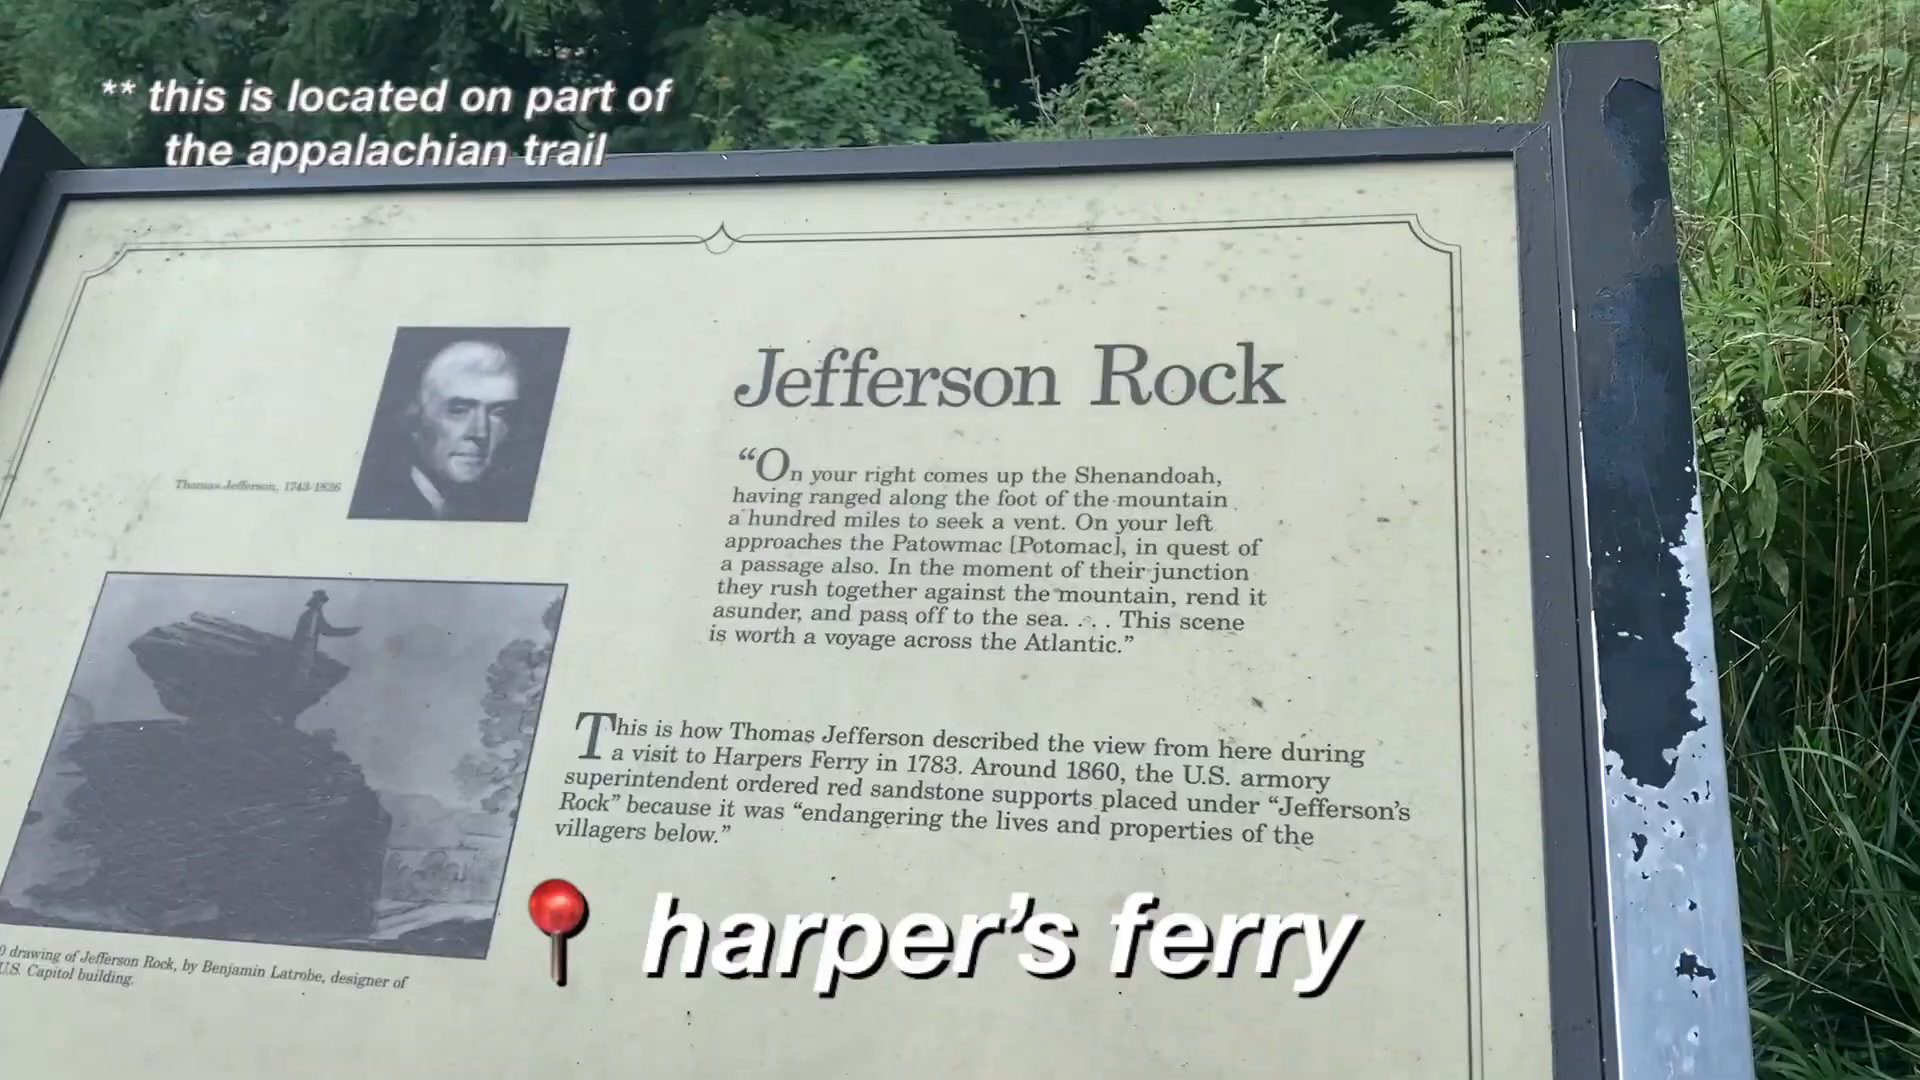 ** this is located on part of
the appalachian trail
Jefferson Rock
Thomas Jefferson, 1743-1826
“On your right comes up the Shenandoah,
having ranged along the foot of the mountain
a hundred miles to seek a vent. On your left
approaches the Patowmac [Potomac], in quest of
a passage also. In the moment of their junction
they rush together against the mountain, rend it
asunder, and pass off to the sea. . . . This scene
is worth a voyage across the Atlantic.”
This is how Thomas Jefferson described the view from here during
a visit to Harpers Ferry in 1783. Around 1860, the U.S. armory
superintendent ordered red sandstone supports placed under “Jefferson’s
Rock” because it was “endangering the lives and properties of the
villagers below.”
drawing of Jefferson Rock, by Benjamin Latrobe, designer of
U.S. Capitol building.
harper’s ferry